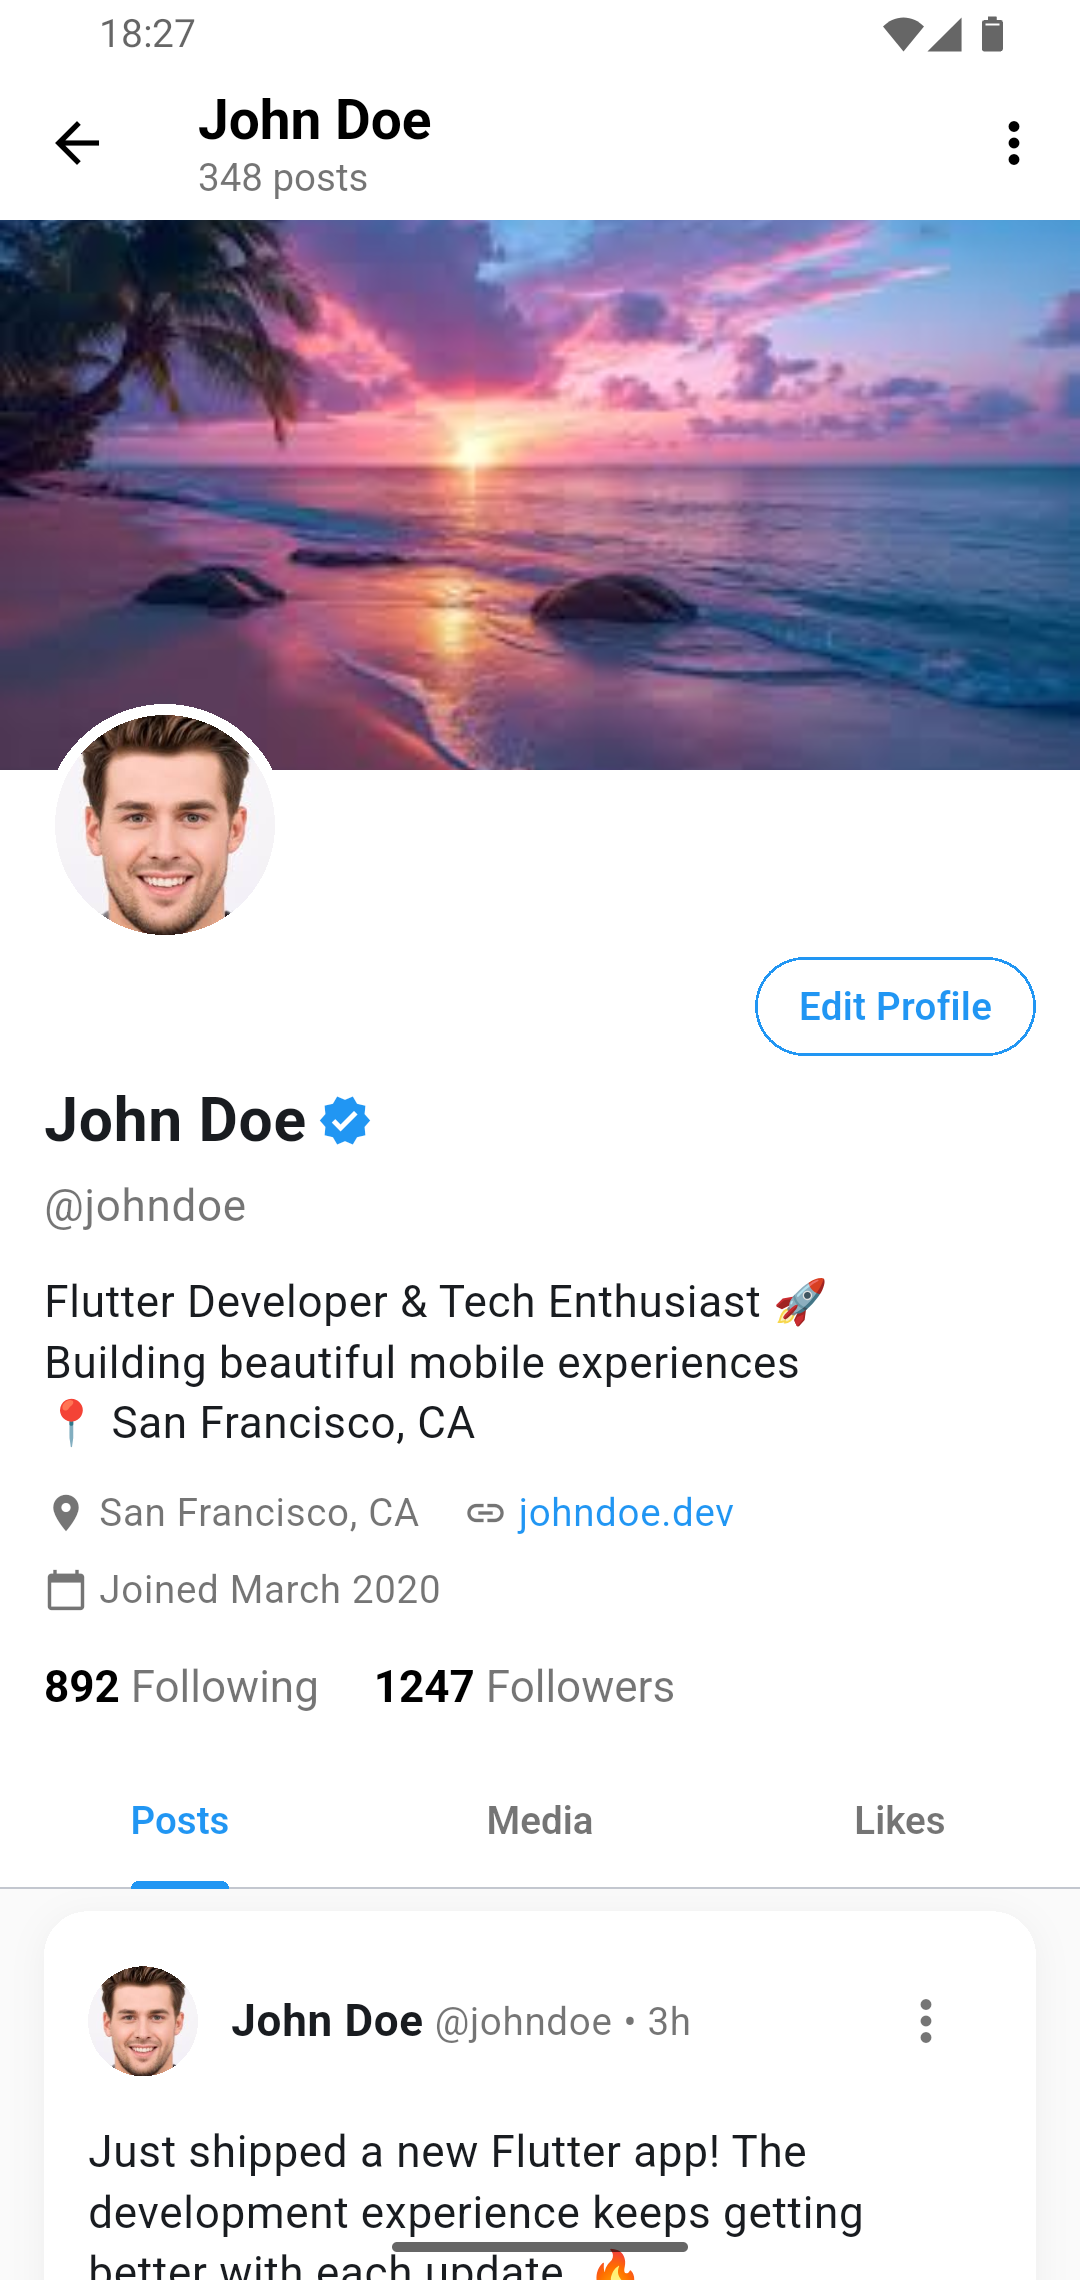 18:27
John Doe
348 posts
Edit Profile
John Doe
@johndoe
Flutter Developer & Tech Enthusiast 🚀
Building beautiful mobile experiences
📍 San Francisco, CA
San Francisco, CA johndoe.dev
Joined March 2020
892 Following 1247 Followers
Posts Media Likes
John Doe @johndoe • 3h
Just shipped a new Flutter app! The
development experience keeps getting
better with each update. 🔥